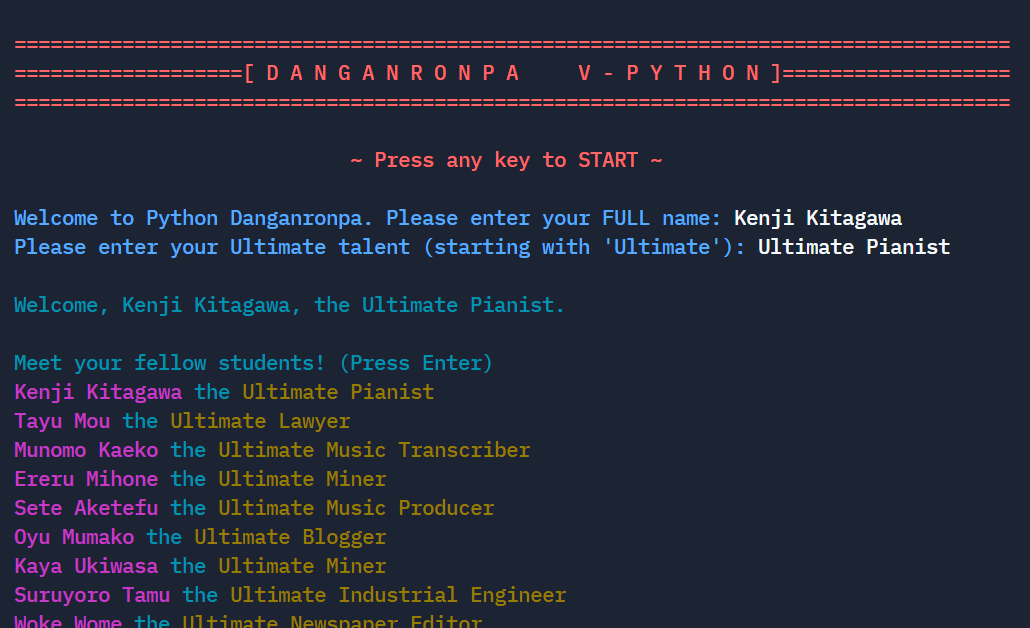 ===================================================================================
===================[ D A N G A N R O N P A    V - P Y T H O N ]===================
===================================================================================
~ Press any key to START ~
Welcome to Python Danganronpa. Please enter your FULL name: Kenji Kitagawa
Please enter your Ultimate talent (starting with 'Ultimate'): Ultimate Pianist
Welcome, Kenji Kitagawa, the Ultimate Pianist.
Meet your fellow students! (Press Enter)
Kenji Kitagawa the Ultimate Pianist
Tayu Mou the Ultimate Lawyer
Munomo Kaeko the Ultimate Music Transcriber
Ereru Mihone the Ultimate Miner
Sete Aketefu the Ultimate Music Producer
Oyu Mumako the Ultimate Blogger
Kaya Ukiwasa the Ultimate Miner
Suruyoro Tamu the Ultimate Industrial Engineer
Woke Wome the Ultimate Newspaper Editor